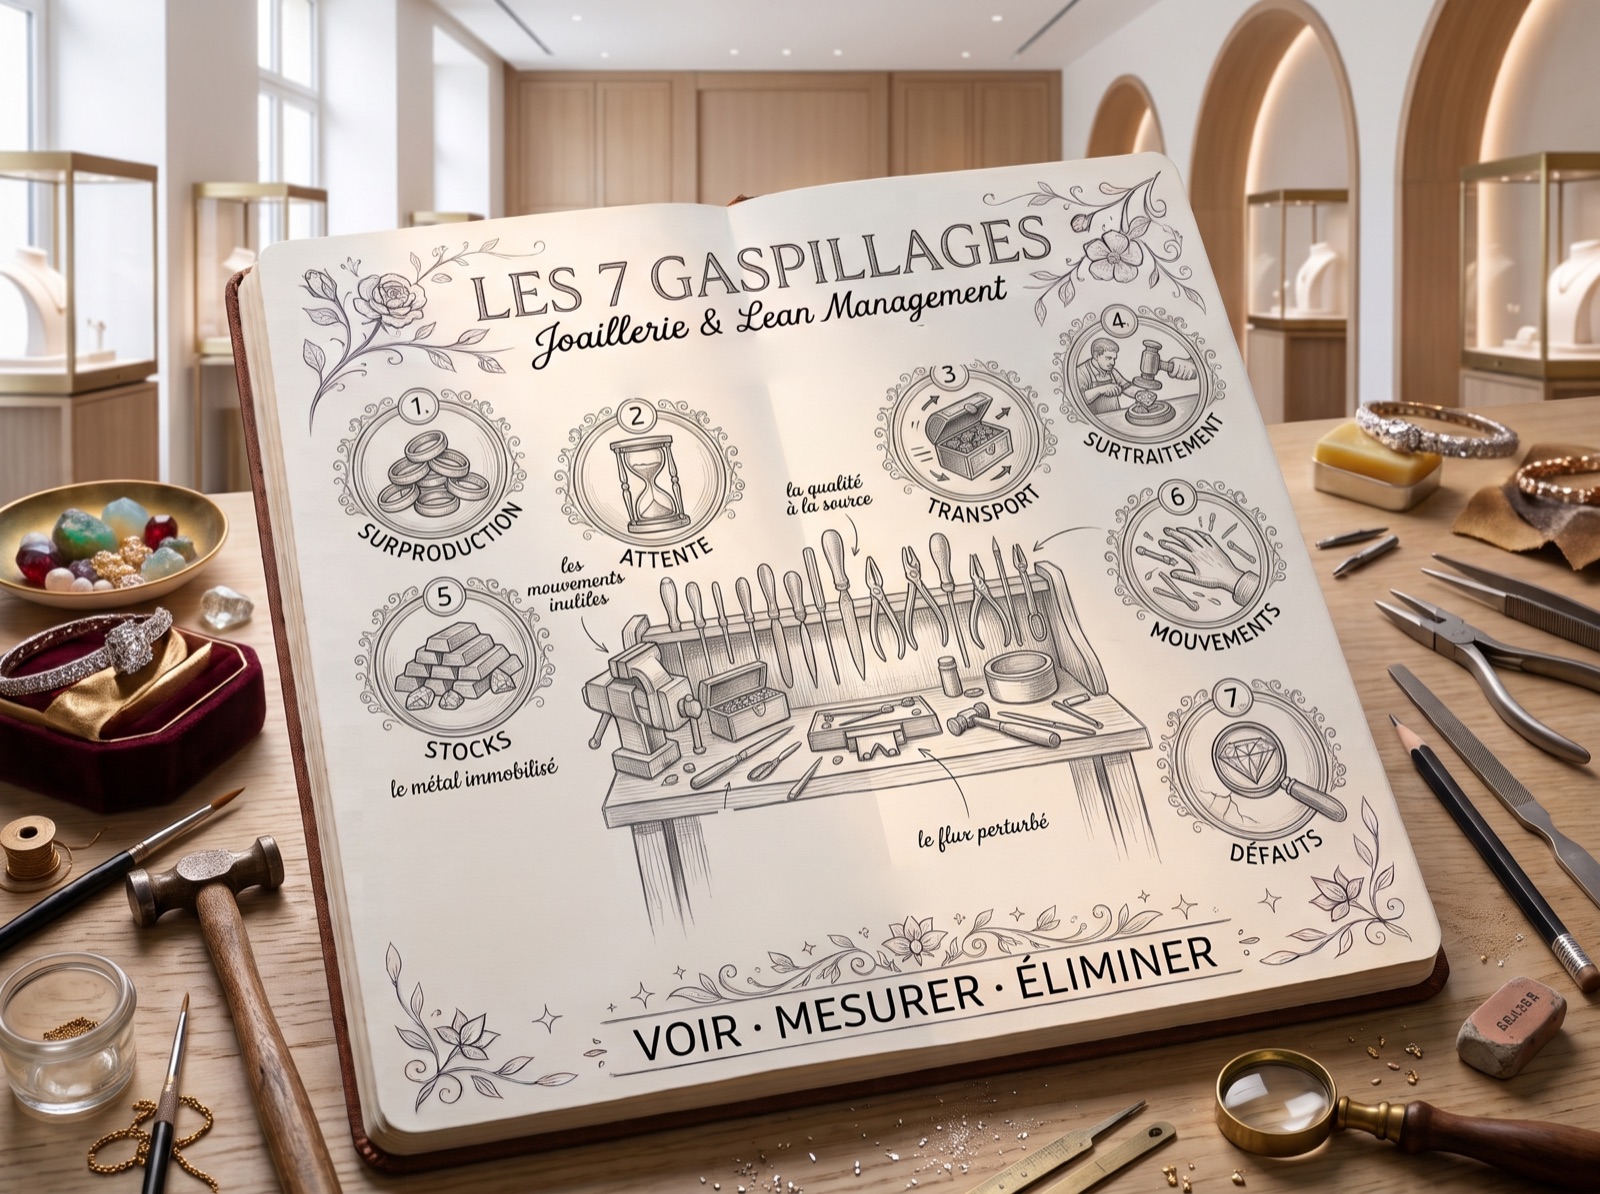 LES 7 GASPILLAGES
Joaillerie & Lean Management
1.
SURPRODUCTION
2
ATTENTE
3
TRANSPORT
4.
SURTRAITEMENT
5
STOCKS
le métal immobilisé
6
MOUVEMENTS
7
DÉFAUTS
les
mouvements
inutiles
la qualité
à la source
le flux perturbé
VOIR · MESURER · ÉLIMINER